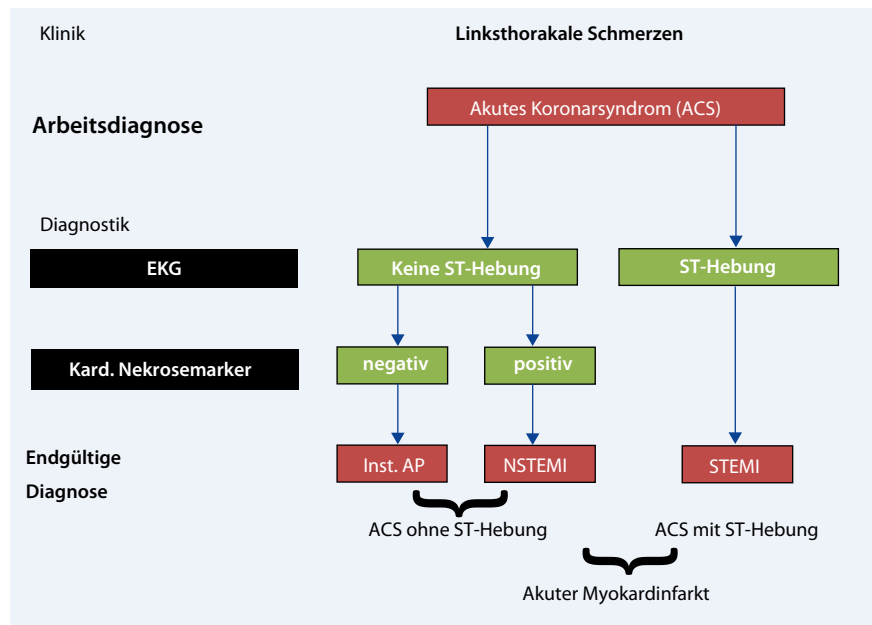 Klinik
Linksthorakale Schmerzen
Arbeitsdiagnose
Akutes Koronarsyndrom (ACS)
Diagnostik
EKG
Keine ST-Hebung
ST-Hebung
Kard. Nekrosemarker
negativ
positiv
Endgültige
Diagnose
Inst. AP
NSTEMI
STEMI
ACS ohne ST-Hebung
ACS mit ST-Hebung
Akuter Myokardinfarkt